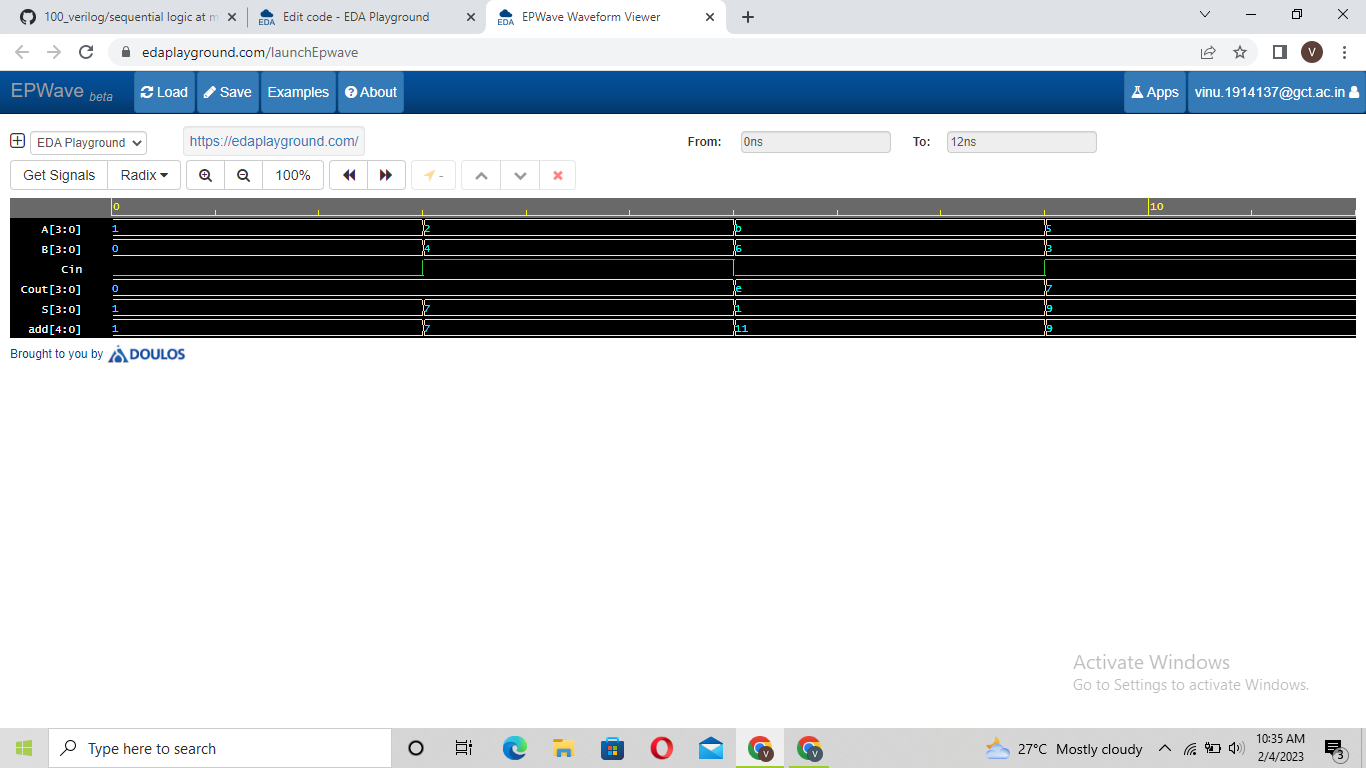 100_verilog/sequential logic at m
Edit code - EDA Playground
EPWave Waveform Viewer
edaplayground.com/launchEpwave
V
EPWave beta
Load
Save
Examples
About
Apps
vinu.1914137@gct.ac.in
EDA Playground
https://edaplayground.com/
From:
0ns
To:
12ns
Get Signals
Radix
100%
-
0
10
A[3:0] 1 2 b 5
B[3:0] 0 4 6 3
Cin
Cout[3:0] 0 e 7
S[3:0] 1 7 1 9
add[4:0] 1 7 11 9
Brought to you by DOULOS
Activate Windows
Go to Settings to activate Windows.
Type here to search
V
V
27°C Mostly cloudy
10:35 AM
2/4/2023
3